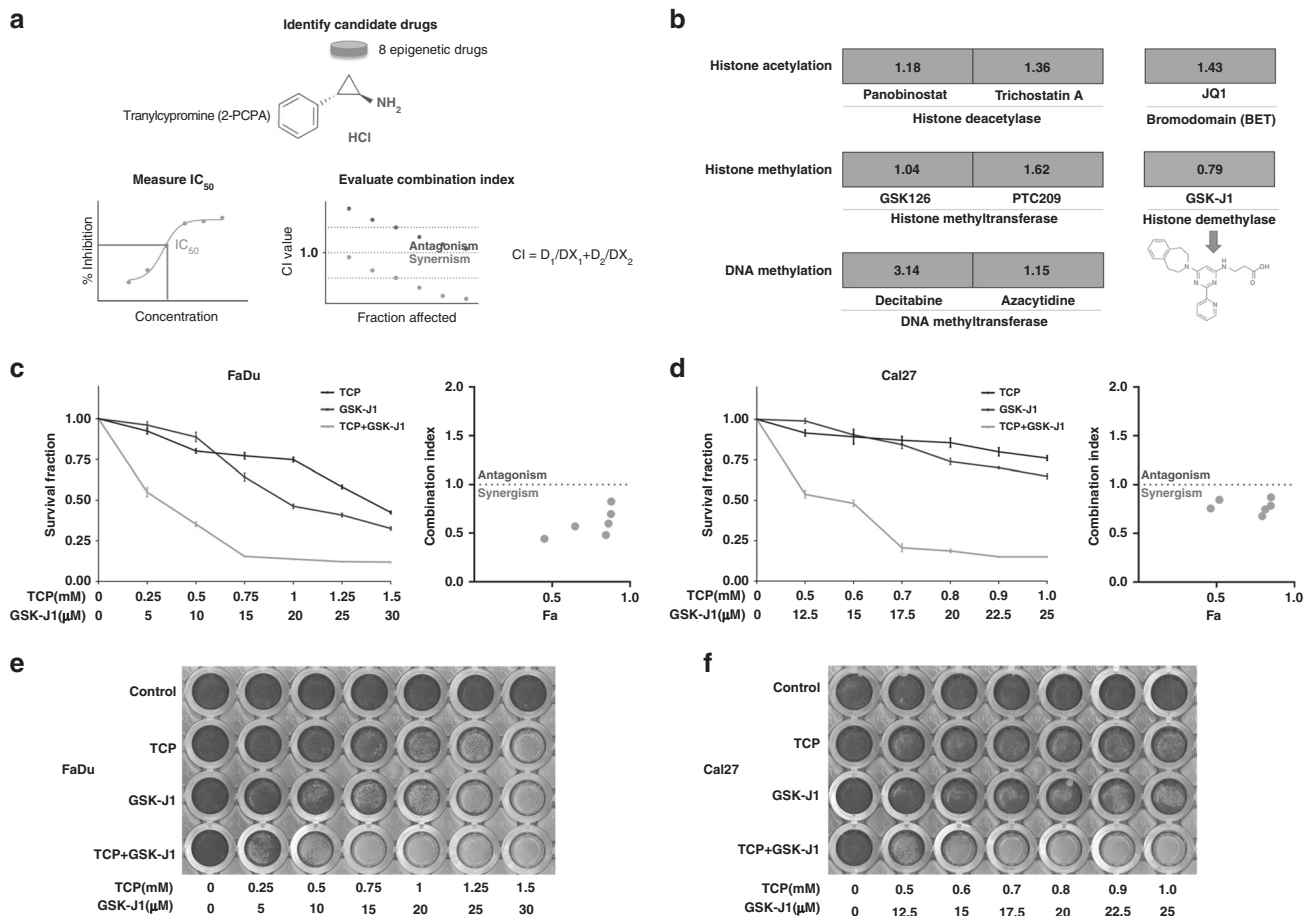 a
Identify candidate drugs
8 epigenetic drugs
Tranylcypromine (2-PCPA)
NH2
HCl
Measure IC50
% Inhibition
IC50
Concentration
Evaluate combination index
CI value
1.0
Antagonism
Synernism
Fraction affected
CI = D1/DX1+D2/DX2
b
Histone acetylation
1.18
1.36
1.43
Panobinostat
Trichostatin A
JQ1
Histone deacetylase
Bromodomain (BET)
Histone methylation
1.04
1.62
0.79
GSK126
PTC209
GSK-J1
Histone methyltransferase
Histone demethylase
DNA methylation
3.14
1.15
Decitabine
Azacytidine
DNA methyltransferase
H
N
N
N
N
N
O
OH
c
FaDu
TCP
GSK-J1
TCP+GSK-J1
Survival fraction
1.00
0.75
0.50
0.25
0.00
TCP(mM) 0 0.25 0.5 0.75 1 1.25 1.5
GSK-J1(μM) 0 5 10 15 20 25 30
Combination index
2.0
1.5
1.0
0.5
0.0
Antagonism
Synergism
0.5 1.0
Fa
d
Cal27
TCP
GSK-J1
TCP+GSK-J1
Survival fraction
1.00
0.75
0.50
0.25
0.00
TCP(mM) 0 0.5 0.6 0.7 0.8 0.9 1.0
GSK-J1(μM) 0 12.5 15 17.5 20 22.5 25
Combination index
2.0
1.5
1.0
0.5
0.0
Antagonism
Synergism
0.5 1.0
Fa
e
FaDu
Control
TCP
GSK-J1
TCP+GSK-J1
TCP(mM) 0 0.25 0.5 0.75 1 1.25 1.5
GSK-J1(μM) 0 5 10 15 20 25 30
f
Cal27
Control
TCP
GSK-J1
TCP+GSK-J1
TCP(mM) 0 0.5 0.6 0.7 0.8 0.9 1.0
GSK-J1(μM) 0 12.5 15 17.5 20 22.5 25